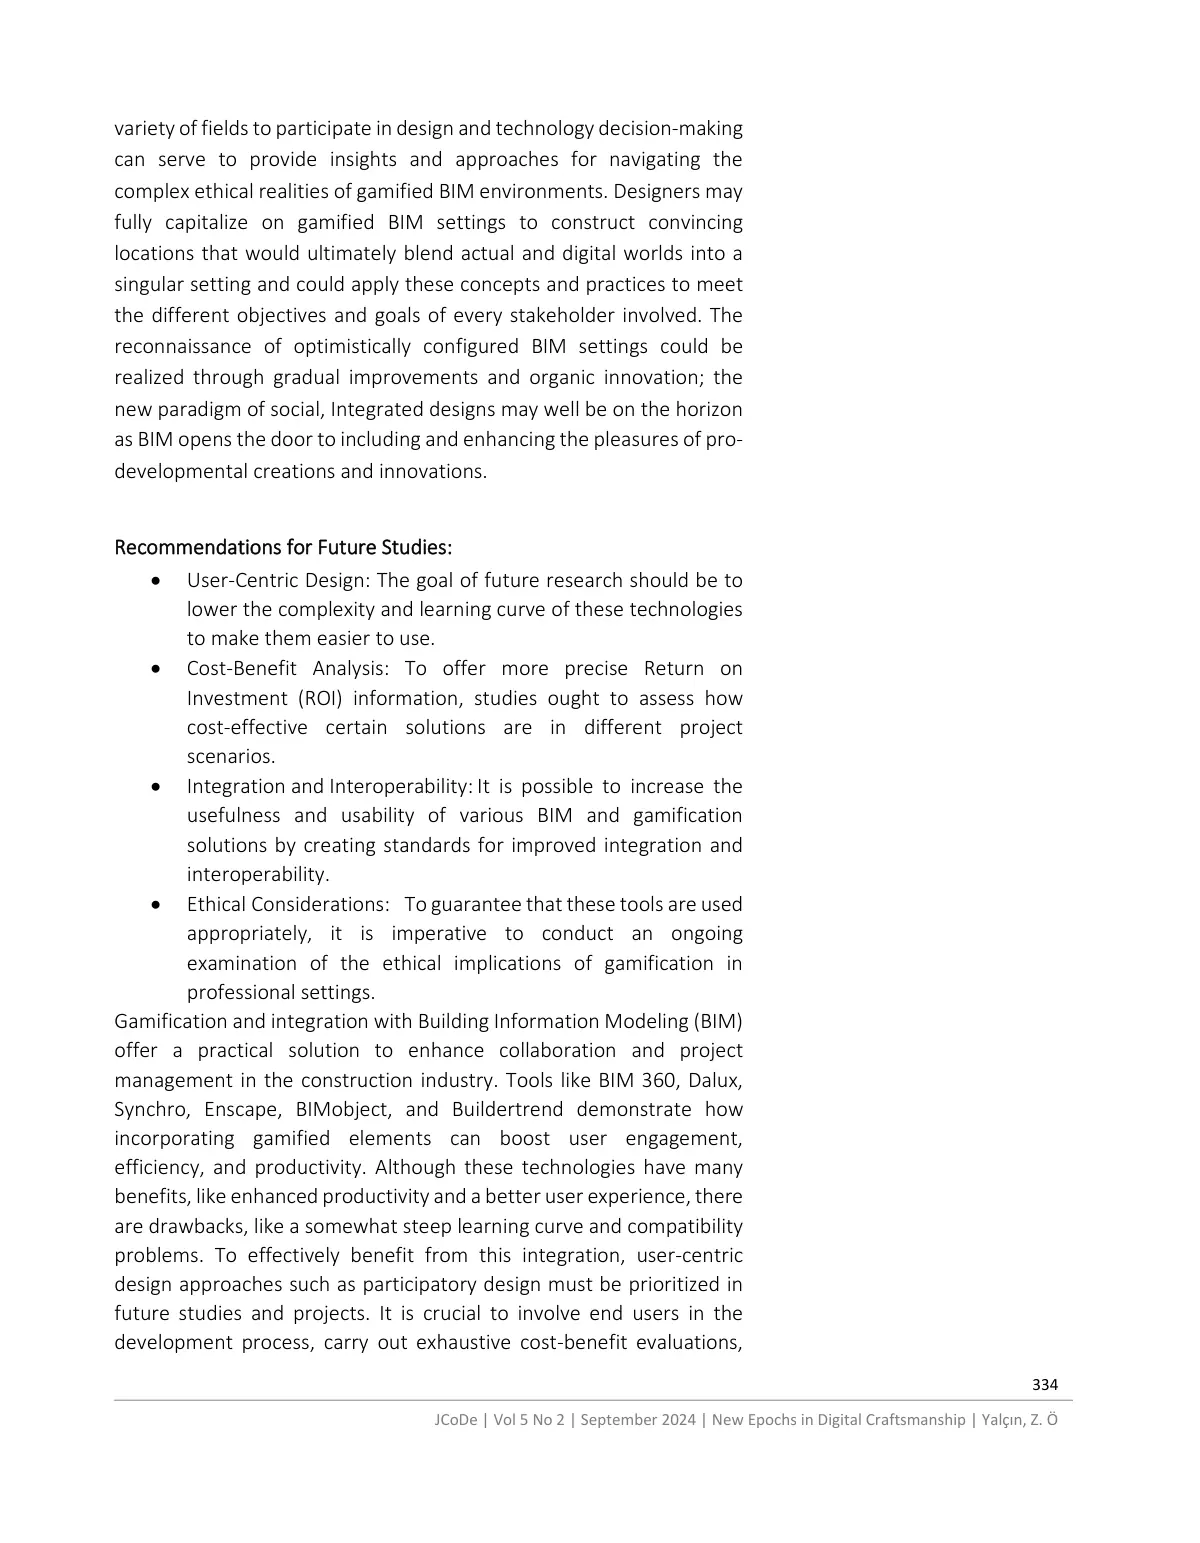 variety of fields to participate in design and technology decision-making
can serve to provide insights and approaches for navigating the
complex ethical realities of gamified BIM environments. Designers may
fully capitalize on gamified BIM settings to construct convincing
locations that would ultimately blend actual and digital worlds into a
singular setting and could apply these concepts and practices to meet
the different objectives and goals of every stakeholder involved. The
reconnaissance of optimistically configured BIM settings could be
realized through gradual improvements and organic innovation; the
new paradigm of social, Integrated designs may well be on the horizon
as BIM opens the door to including and enhancing the pleasures of pro-
developmental creations and innovations.
Recommendations for Future Studies:
• User-Centric Design: The goal of future research should be to
lower the complexity and learning curve of these technologies
to make them easier to use.
• Cost-Benefit Analysis: To offer more precise Return on
Investment (ROI) information, studies ought to assess how
cost-effective certain solutions are in different project
scenarios.
• Integration and Interoperability: It is possible to increase the
usefulness and usability of various BIM and gamification
solutions by creating standards for improved integration and
interoperability.
• Ethical Considerations: To guarantee that these tools are used
appropriately, it is imperative to conduct an ongoing
examination of the ethical implications of gamification in
professional settings.
Gamification and integration with Building Information Modeling (BIM)
offer a practical solution to enhance collaboration and project
management in the construction industry. Tools like BIM 360, Dalux,
Synchro, Enscape, BIMobject, and Buildertrend demonstrate how
incorporating gamified elements can boost user engagement,
efficiency, and productivity. Although these technologies have many
benefits, like enhanced productivity and a better user experience, there
are drawbacks, like a somewhat steep learning curve and compatibility
problems. To effectively benefit from this integration, user-centric
design approaches such as participatory design must be prioritized in
future studies and projects. It is crucial to involve end users in the
development process, carry out exhaustive cost-benefit evaluations,
334
JCoDe | Vol 5 No 2 | September 2024 | New Epochs in Digital Craftsmanship | Yalçın, Z. Ö